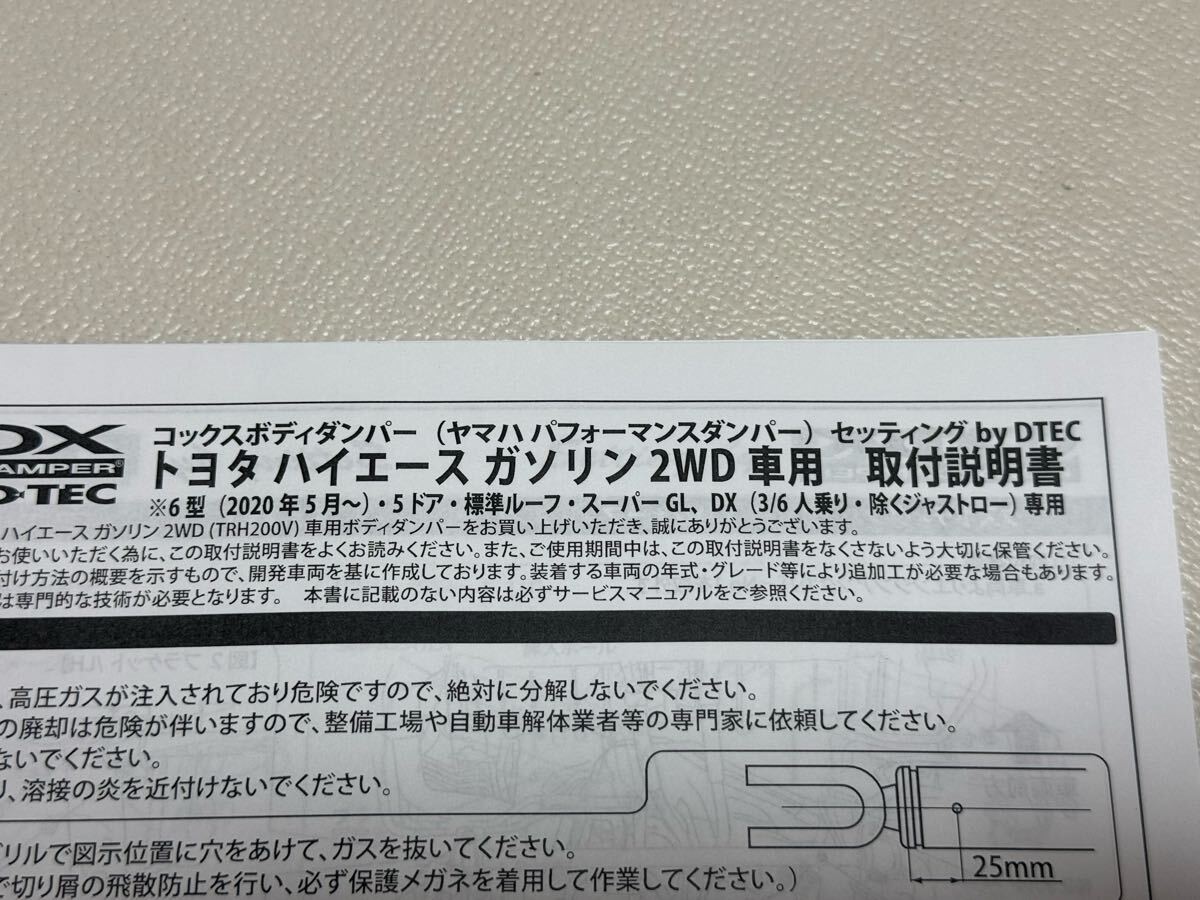 コックスボディダンパー（ヤマハ パフォーマンスダンパー）セッティング by DTEC
トヨタ ハイエース ガソリン 2WD 車用 取付説明書
※6型（2020年5月～）・5ドア・標準ルーフ・スーパーGL、DX（3/6人乗り・除くジャストロー）専用
DX
AMPER®
TEC
ハイエース ガソリン 2WD (TRH200V) 車用ボディダンパーをお買い上げいただき、誠にありがとうございます。
お使いいただく為に、この取付説明書をよくお読みください。また、ご使用期間中は、この取付説明書をなくさないよう大切に保管ください。
付け方法の概要を示すもので、開発車両を基に作成しております。装着する車両の年式・グレード等により追加工が必要な場合もあります。
は専門的な技術が必要となります。 本書に記載のない内容は必ずサービスマニュアルをご参照ください。
、高圧ガスが注入されており危険ですので、絶対に分解しないでください。
の廃却は危険が伴いますので、整備工場や自動車解体業者等の専門家に依頼してください。
ないでください。
り、溶接の炎を近付けないでください。
ドリルで図示位置に穴をあけて、ガスを抜いてください。
で切り屑の飛散防止を行い、必ず保護メガネを着用して作業してください。）
25mm